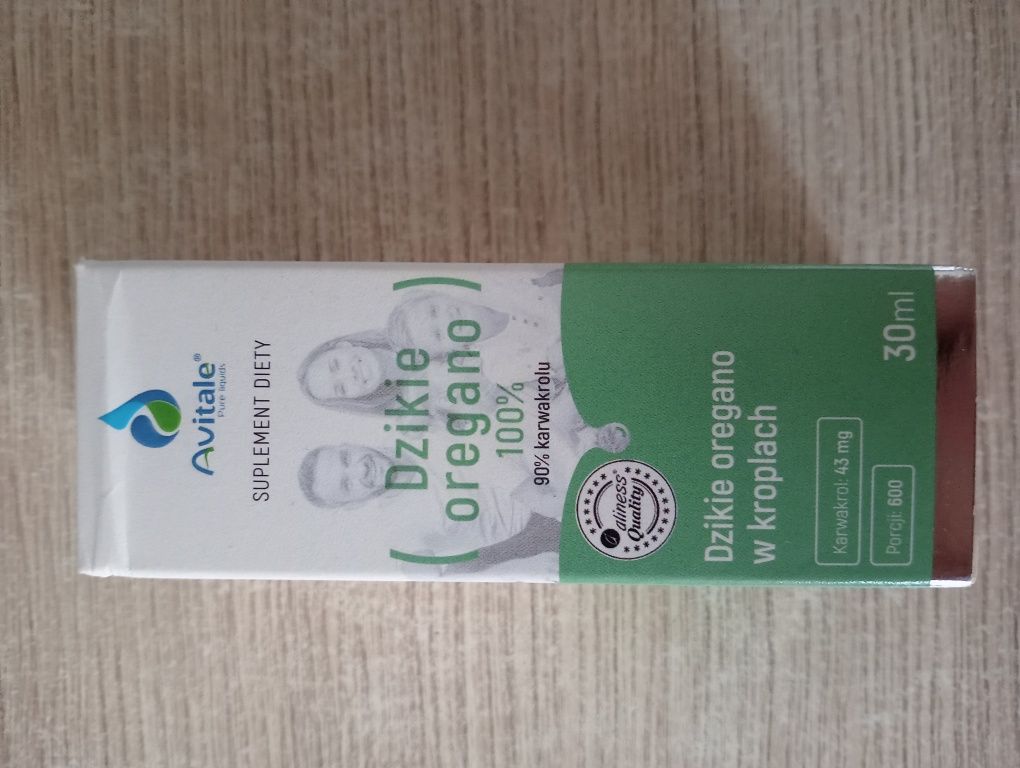 Avitale®
Pure liquids
SUPLEMENT DIETY
Dzikie
oregano
100%
90% karwakrolu
aliness®
Quality
Dzikie oregano
w kroplach
Karwakrol: 43 mg
Porcji: 600
30ml